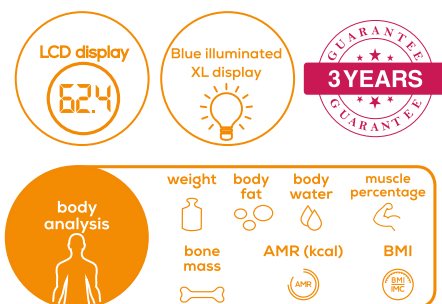 LCD display
62.4
Blue illuminated
XL display
GUARANTEE
3 YEARS
GUARANTEE
body
analysis
weight
body
fat
body
water
muscle
percentage
bone
mass
AMR (kcal)
AMR
BMI
BMI
IMC